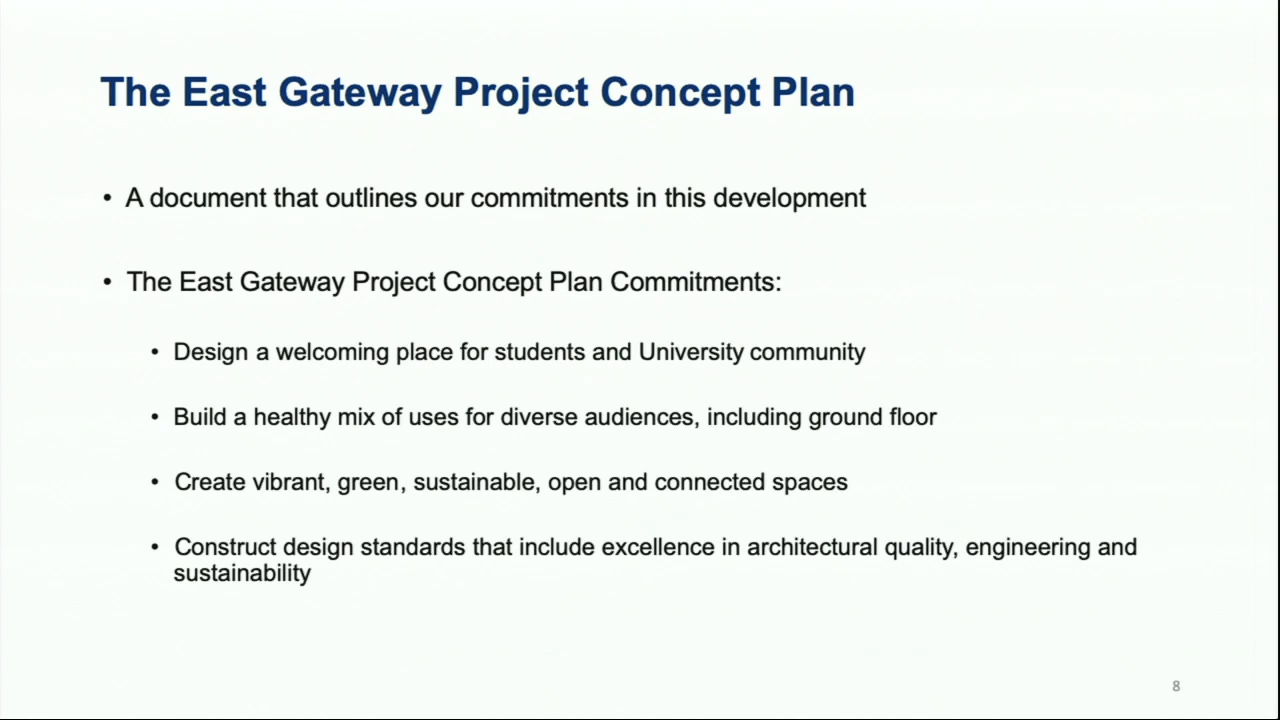 The East Gateway Project Concept Plan
• A document that outlines our commitments in this development
• The East Gateway Project Concept Plan Commitments:
• Design a welcoming place for students and University community
• Build a healthy mix of uses for diverse audiences, including ground floor
• Create vibrant, green, sustainable, open and connected spaces
• Construct design standards that include excellence in architectural quality, engineering and
sustainability
8